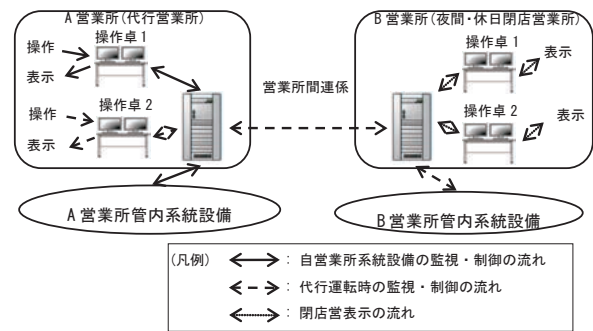 A営業所(代行営業所)
操作卓1
操作
表示
操作卓2
操作
表示
A営業所管内系統設備
営業所間連係
B営業所(夜間・休日閉店営業所)
操作卓1
表示
操作卓2
表示
B営業所管内系統設備
(凡例) : 自営業所系統設備の監視・制御の流れ
: 代行運転時の監視・制御の流れ
: 閉店営表示の流れ